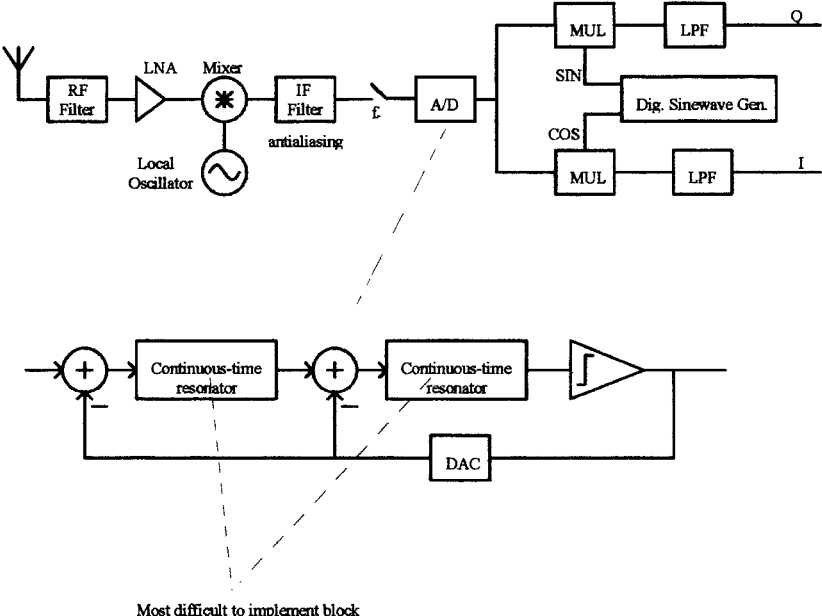 RF
Filter
LNA
Mixer
Local
Oscillator
IF
Filter
antialiasing
f.
A/D
MUL
LPF
Q
SIN
Dig. Sinewave Gen.
COS
MUL
LPF
I
+
−
Continuous-time
resonator
+
−
Continuous-time
resonator
DAC
Most difficult to implement block